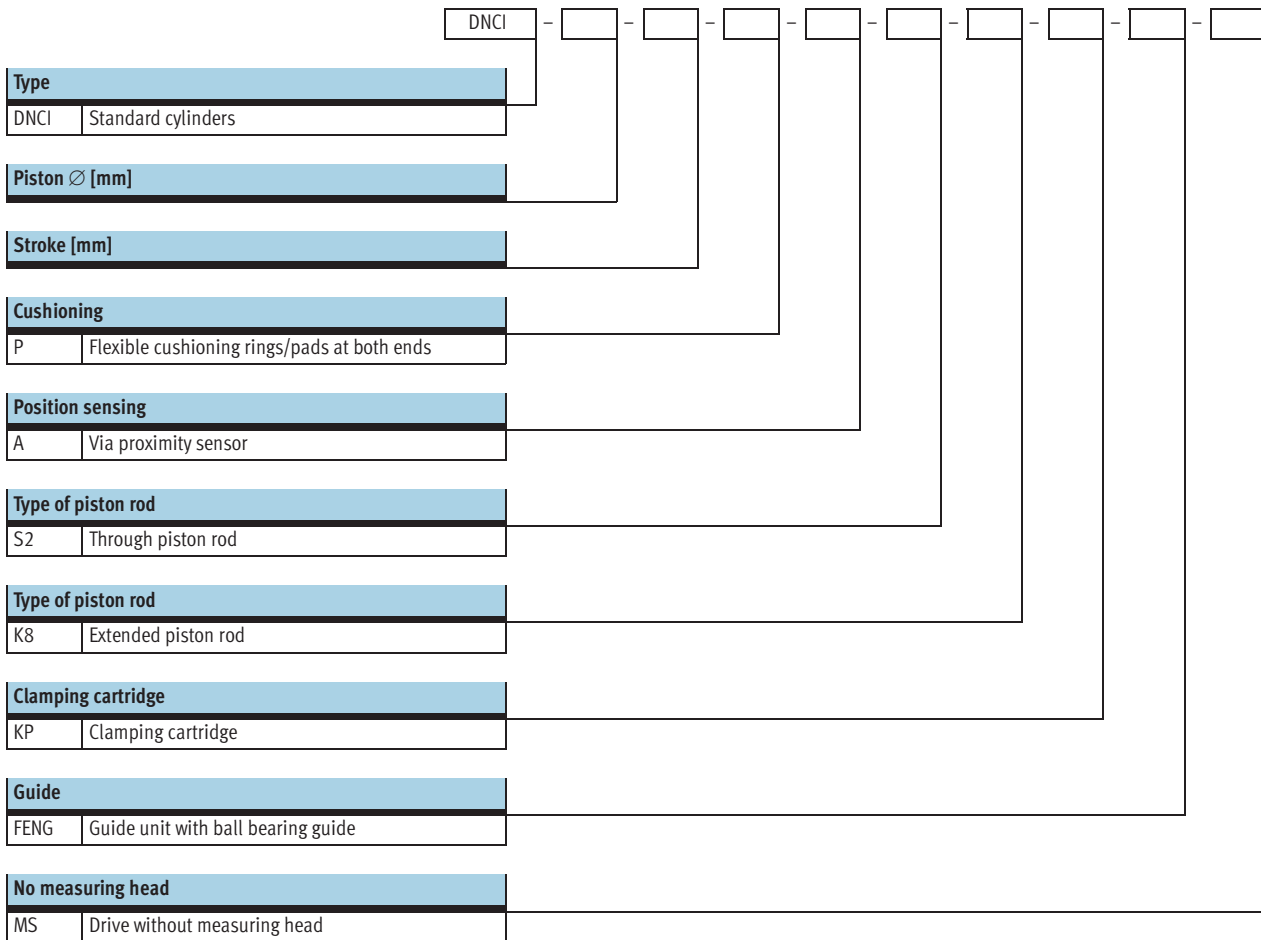 DNCI – – – – – – – – –
Type
DNCI Standard cylinders
Piston ∅ [mm]
Stroke [mm]
Cushioning
P Flexible cushioning rings/pads at both ends
Position sensing
A Via proximity sensor
Type of piston rod
S2 Through piston rod
Type of piston rod
K8 Extended piston rod
Clamping cartridge
KP Clamping cartridge
Guide
FENG Guide unit with ball bearing guide
No measuring head
MS Drive without measuring head